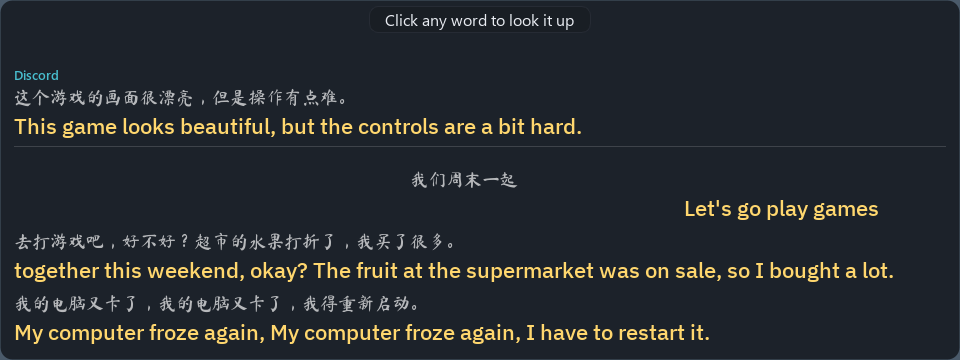 Click any word to look it up
Discord
这个游戏的画面很漂亮，但是操作有点难。
This game looks beautiful, but the controls are a bit hard.
我们周末一起
Let's go play games
去打游戏吧，好不好？超市的水果打折了，我买了很多。
together this weekend, okay? The fruit at the supermarket was on sale, so I bought a lot.
我的电脑又卡了，我的电脑又卡了，我得重新启动。
My computer froze again, My computer froze again, I have to restart it.